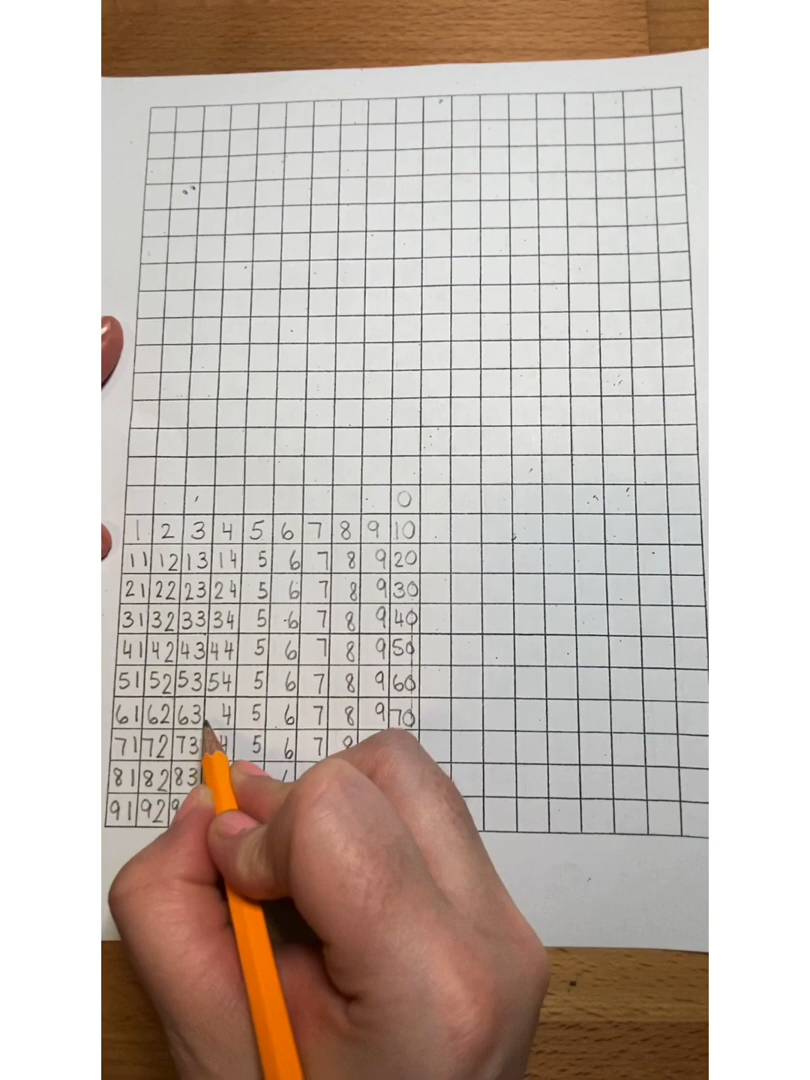 0
1 2 3 4 5 6 7 8 9 10
11 12 13 14 5 6 7 8 9 20
21 22 23 24 5 6 7 8 9 30
31 32 33 34 5 6 7 8 9 40
41 42 43 44 5 6 7 8 9 50
51 52 53 54 5 6 7 8 9 60
61 62 63 4 5 6 7 8 9 70
71 72 73 4 5 6 7 8
81 82 83
91 92 9